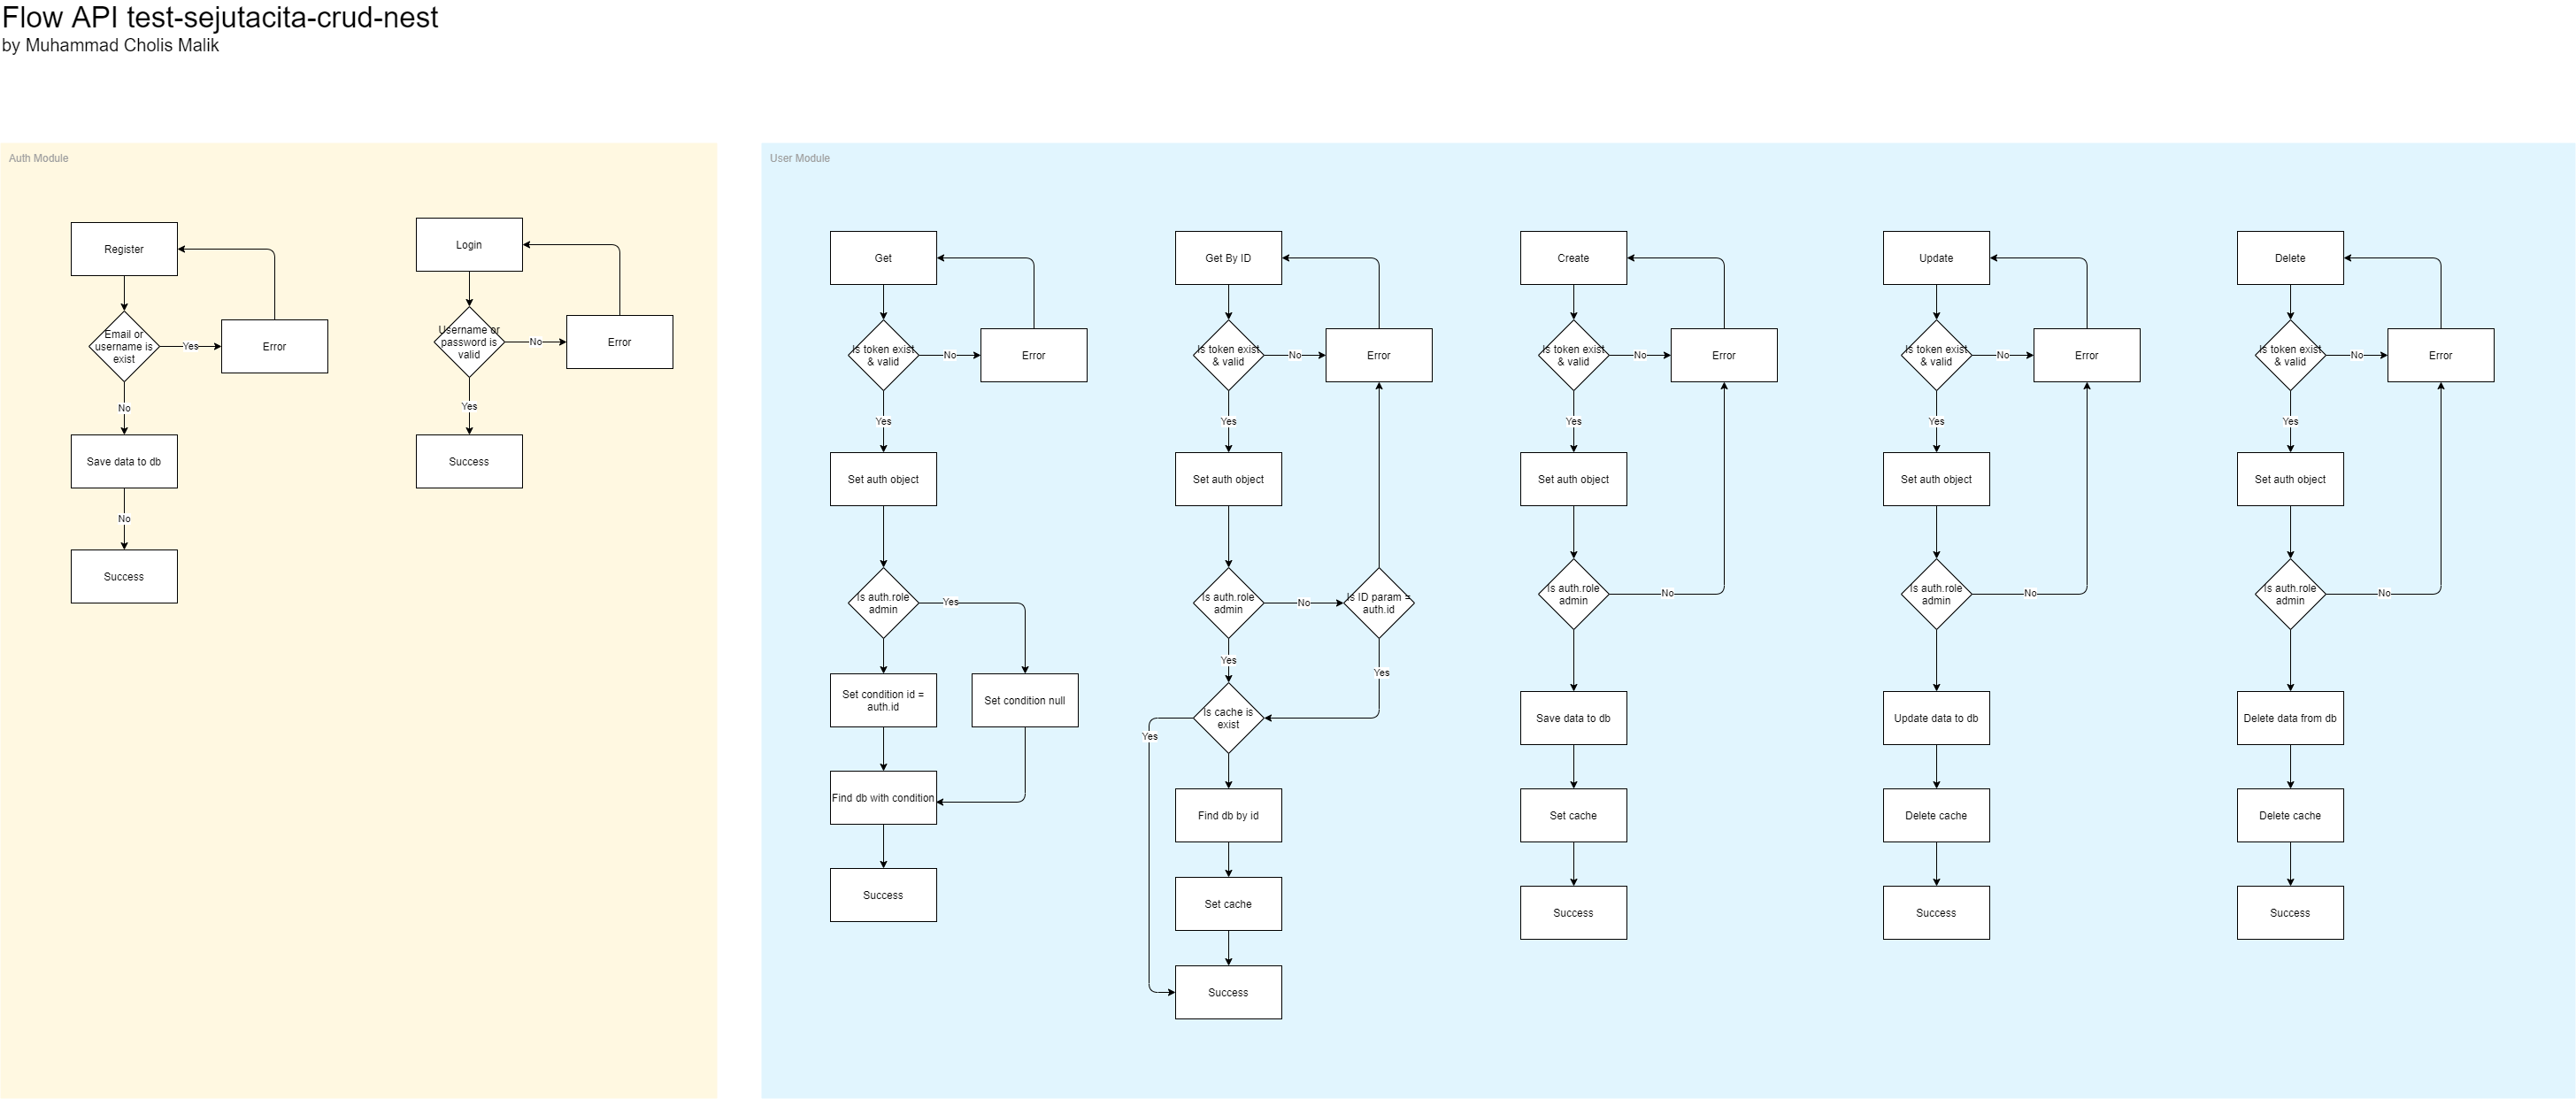 Flow API test-sejutacita-crud-nest
by Muhammad Cholis Malik
Auth Module
Register
Email or
username is
exist
Yes
Error
No
Save data to db
No
Success
Login
Username or
password is
valid
No
Error
Yes
Success
User Module
Get
Is token exist
& valid
No
Error
Yes
Set auth object
Is auth.role
admin
Yes
Set condition id =
auth.id
Set condition null
Find db with condition
Success
Get By ID
Is token exist
& valid
No
Error
Yes
Set auth object
Is auth.role
admin
No
Is ID param =
auth.id
Yes
Yes
Is cache is
exist
Yes
Find db by id
Set cache
Success
Create
Is token exist
& valid
No
Error
Yes
Set auth object
Is auth.role
admin
No
Save data to db
Set cache
Success
Update
Is token exist
& valid
No
Error
Yes
Set auth object
Is auth.role
admin
No
Update data to db
Delete cache
Success
Delete
Is token exist
& valid
No
Error
Yes
Set auth object
Is auth.role
admin
No
Delete data from db
Delete cache
Success